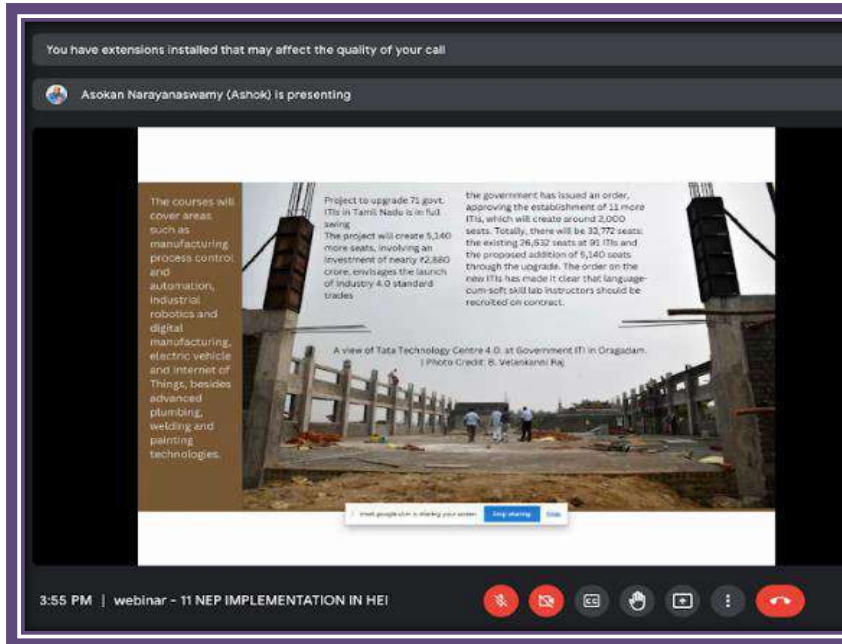 You have extensions installed that may affect the quality of your call
Asokan Narayanaswamy (Ashok) is presenting
The courses will
cover areas
such as
manufacturing
process control
and
automation,
industrial
robotics and
digital
manufacturing,
electric vehicle
and Internet of
Things, besides
advanced
plumbing,
welding and
painting
technologies.
Project to upgrade 71 govt.
ITIs in Tamil Nadu is in full
swing
The project will create 5,140
more seats, involving an
investment of nearly ₹2,880
crore, envisages the launch
of Industry 4.0 standard
trades
the government has issued an order,
approving the establishment of 11 more
ITIs, which will create around 2,000
seats. Totally, there will be 33,772 seats:
the existing 26,632 seats at 91 ITIs and
the proposed addition of 5,140 seats
through the upgrade. The order on the
new ITIs has made it clear that language-
cum-soft skill lab instructors should be
recruited on contract.
A view of Tata Technology Centre 4.0. at Government ITI in Oragadam.
| Photo Credit: B. Velankanni Raj
meet.google.com is sharing your screen
Stop sharing
Hide
3:55 PM | webinar - 11 NEP IMPLEMENTATION IN HEI
CC